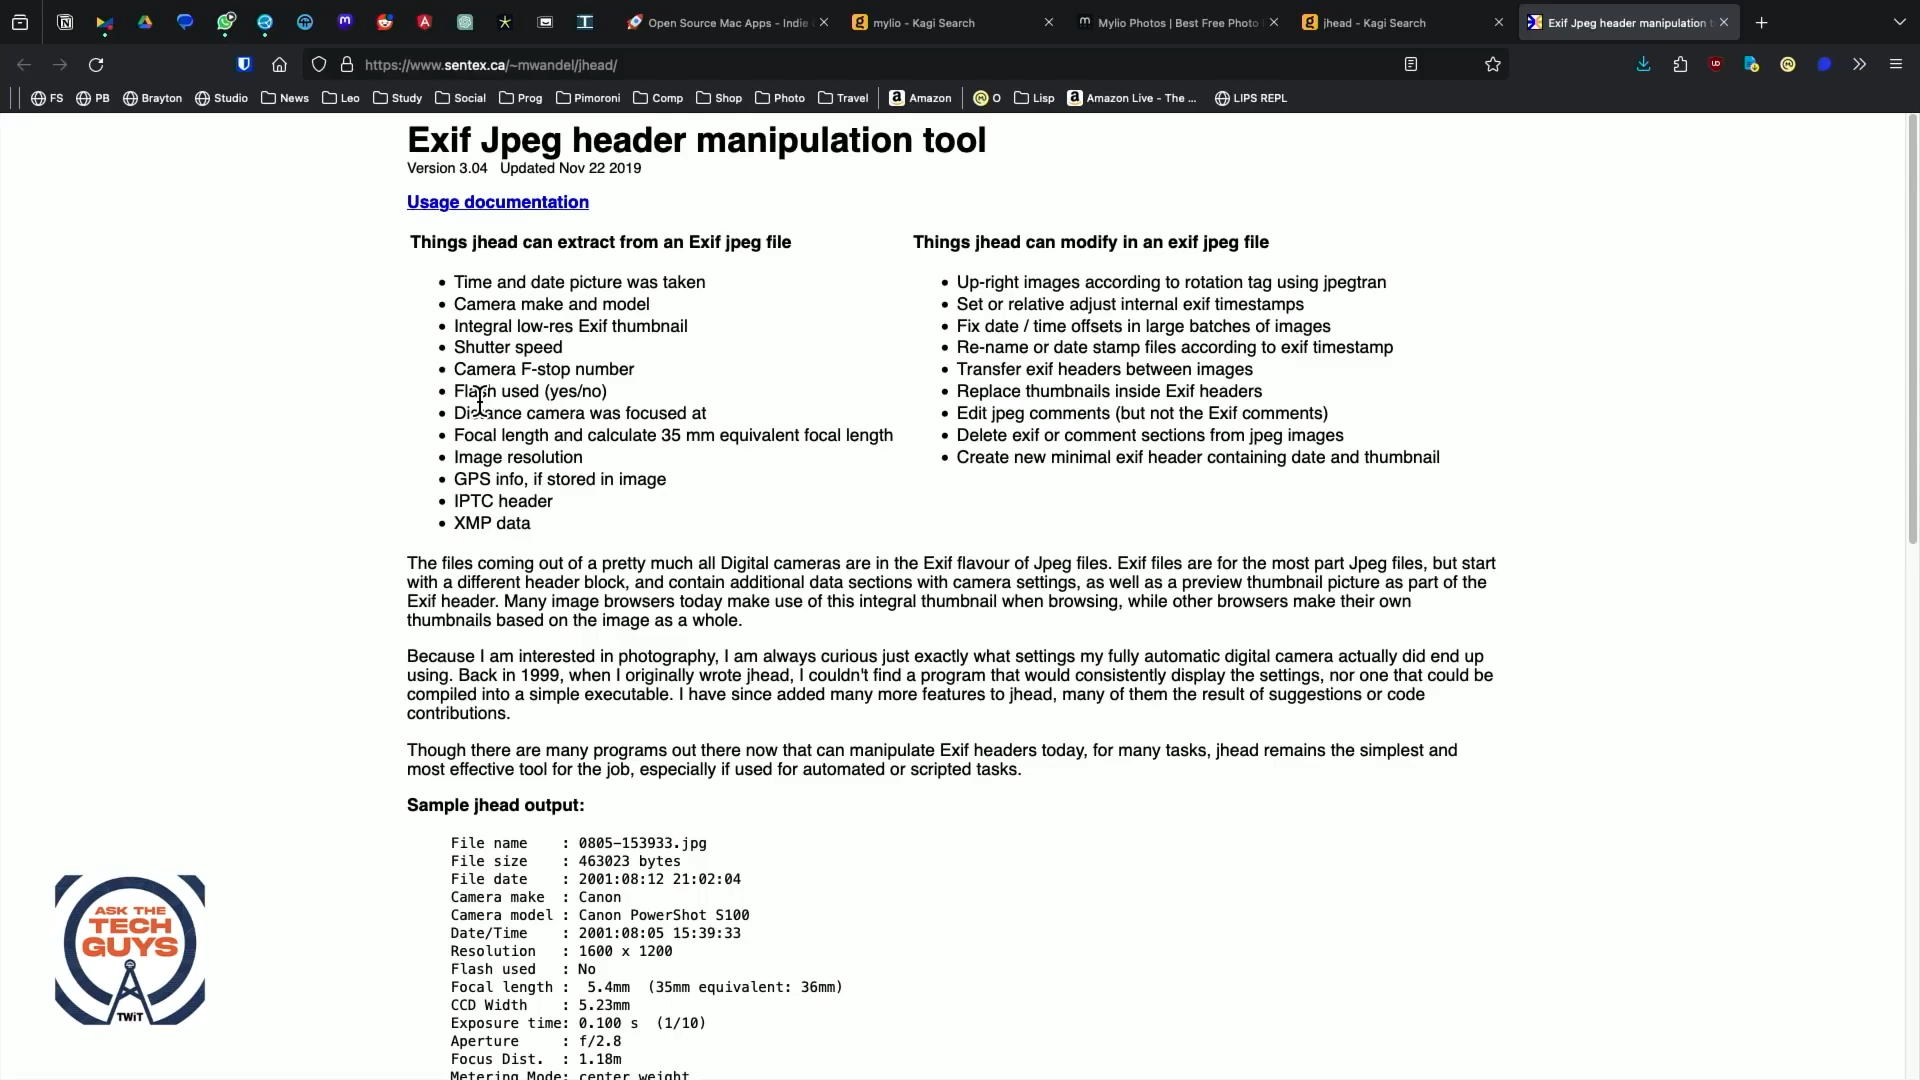 Open Source Mac Apps - Indie
mylio - Kagi Search
Mylio Photos | Best Free Photo
jhead - Kagi Search
Exif Jpeg header manipulation
https://www.sentex.ca/~mwandel/jhead/
FS PB Brayton Studio News Leo Study Social Prog Pimoroni Comp Shop Photo Travel Amazon O Lisp Amazon Live - The ... LIPS REPL
Exif Jpeg header manipulation tool
Version 3.04 Updated Nov 22 2019
Usage documentation
Things jhead can extract from an Exif jpeg file
• Time and date picture was taken
• Camera make and model
• Integral low-res Exif thumbnail
• Shutter speed
• Camera F-stop number
• Flash used (yes/no)
• Distance camera was focused at
• Focal length and calculate 35 mm equivalent focal length
• Image resolution
• GPS info, if stored in image
• IPTC header
• XMP data
Things jhead can modify in an exif jpeg file
• Up-right images according to rotation tag using jpegtran
• Set or relative adjust internal exif timestamps
• Fix date / time offsets in large batches of images
• Re-name or date stamp files according to exif timestamp
• Transfer exif headers between images
• Replace thumbnails inside Exif headers
• Edit jpeg comments (but not the Exif comments)
• Delete exif or comment sections from jpeg images
• Create new minimal exif header containing date and thumbnail
The files coming out of a pretty much all Digital cameras are in the Exif flavour of Jpeg files. Exif files are for the most part Jpeg files, but start
with a different header block, and contain additional data sections with camera settings, as well as a preview thumbnail picture as part of the
Exif header. Many image browsers today make use of this integral thumbnail when browsing, while other browsers make their own
thumbnails based on the image as a whole.
Because I am interested in photography, I am always curious just exactly what settings my fully automatic digital camera actually did end up
using. Back in 1999, when I originally wrote jhead, I couldn't find a program that would consistently display the settings, nor one that could be
compiled into a simple executable. I have since added many more features to jhead, many of them the result of suggestions or code
contributions.
Though there are many programs out there now that can manipulate Exif headers today, for many tasks, jhead remains the simplest and
most effective tool for the job, especially if used for automated or scripted tasks.
Sample jhead output:
File name : 0805-153933.jpg
File size : 463023 bytes
File date : 2001:08:12 21:02:04
Camera make : Canon
Camera model : Canon PowerShot S100
Date/Time : 2001:08:05 15:39:33
Resolution : 1600 x 1200
Flash used : No
Focal length : 5.4mm (35mm equivalent: 36mm)
CCD Width : 5.23mm
Exposure time: 0.100 s (1/10)
Aperture : f/2.8
Focus Dist. : 1.18m
Metering Mode: center weight
ASK THE
TECH
GUYS
TWiT